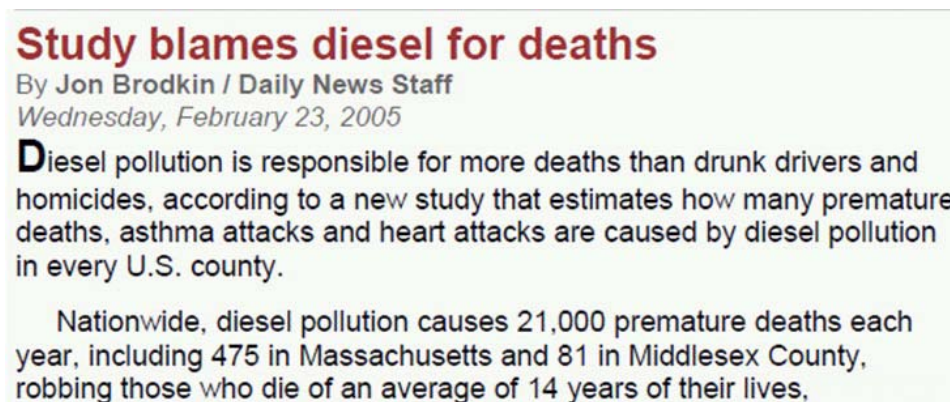 Study blames diesel for deaths
By Jon Brodkin / Daily News Staff
Wednesday, February 23, 2005
Diesel pollution is responsible for more deaths than drunk drivers and
homicides, according to a new study that estimates how many premature
deaths, asthma attacks and heart attacks are caused by diesel pollution
in every U.S. county.
Nationwide, diesel pollution causes 21,000 premature deaths each
year, including 475 in Massachusetts and 81 in Middlesex County,
robbing those who die of an average of 14 years of their lives,